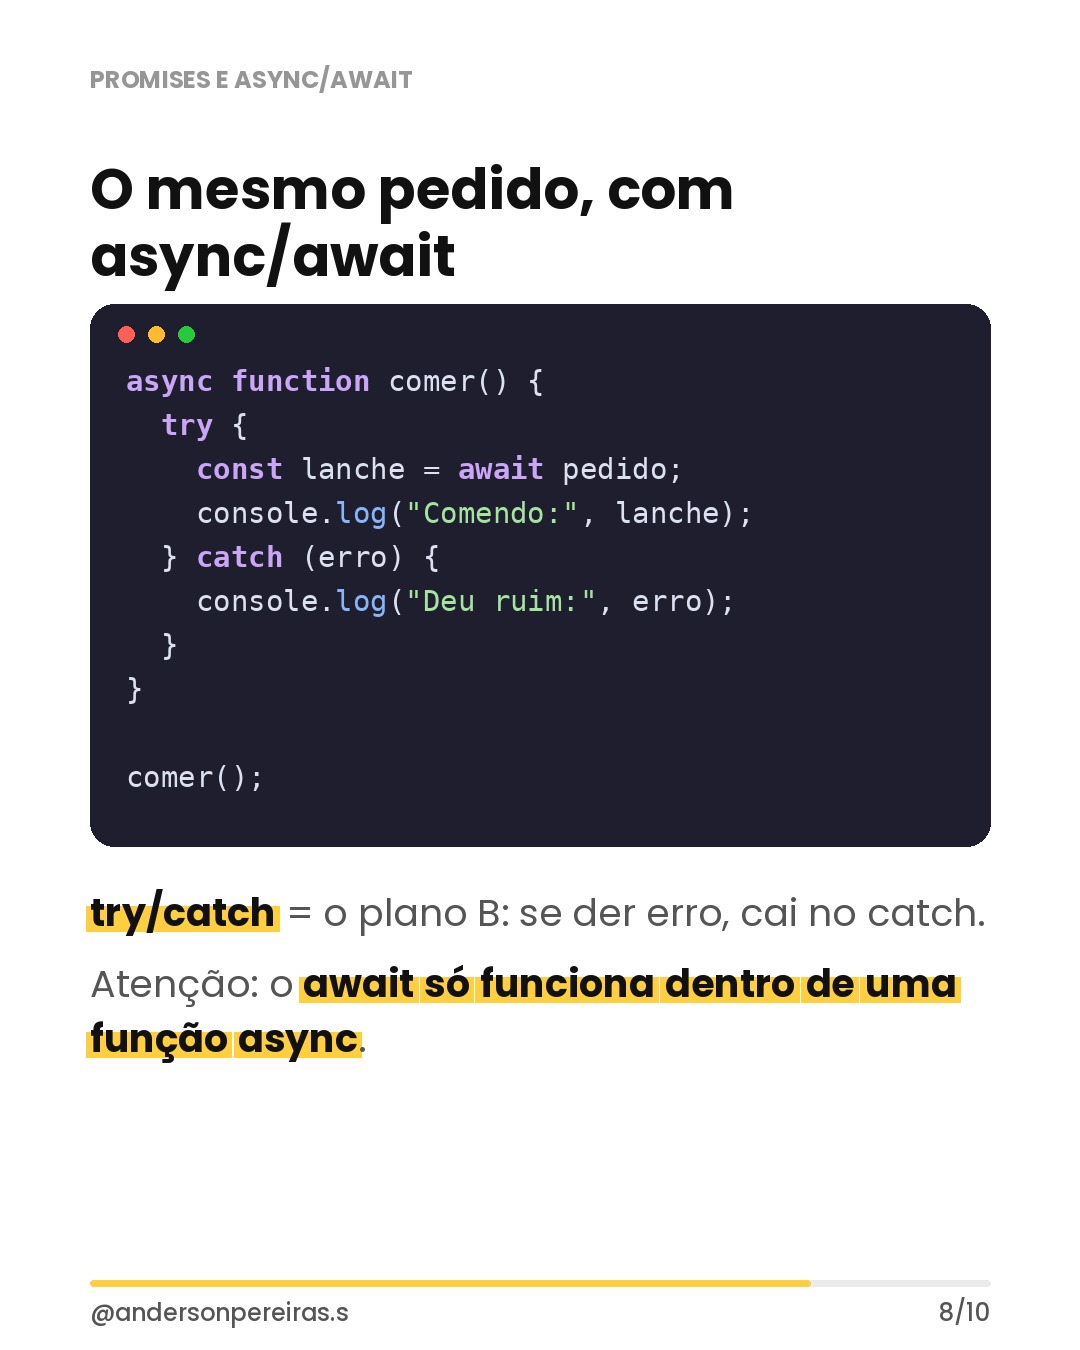 PROMISES E ASYNC/AWAIT
O mesmo pedido, com
async/await
async function comer() {
  try {
    const lanche = await pedido;
    console.log("Comendo:", lanche);
  } catch (erro) {
    console.log("Deu ruim:", erro);
  }
}

comer();
try/catch = o plano B: se der erro, cai no catch.
Atenção: o await só funciona dentro de uma
função async.
@andersonpereiras.s
8/10